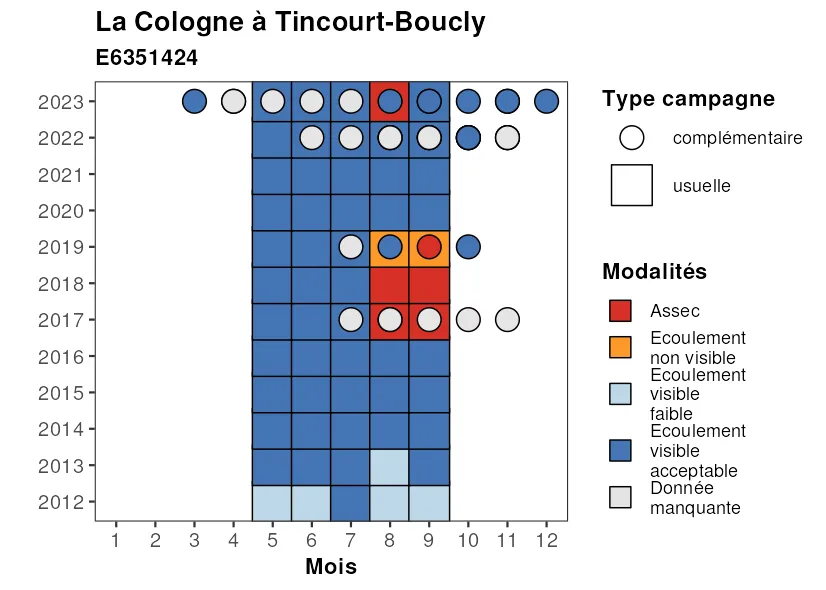 La Cologne à Tincourt-Boucly
E6351424
2023
2022
2021
2020
2019
2018
2017
2016
2015
2014
2013
2012
1 2 3 4 5 6 7 8 9 10 11 12
Mois
Type campagne
complémentaire
usuelle
Modalités
Assec
Ecoulement
non visible
Ecoulement
visible
faible
Ecoulement
visible
acceptable
Donnée
manquante